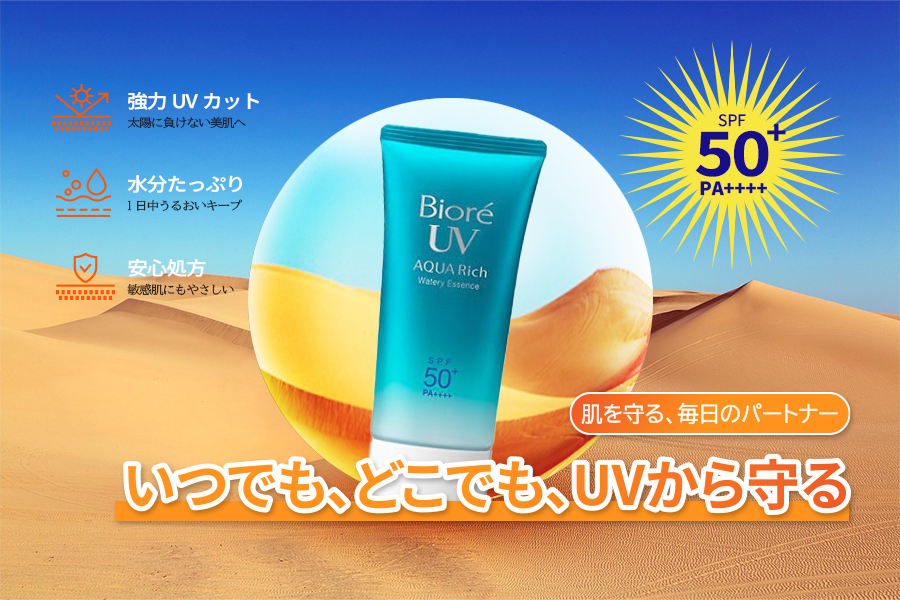 強力 UV カット
太陽に負けない美肌へ
水分たっぷり
1日中うるおいキープ
安心処方
敏感肌にもやさしい
Bioré
UV
AQUA Rich
Watery Essence
SPF
50+
PA++++
SPF
50+
PA++++
肌を守る、毎日のパートナー
いつでも、どこでも、UVから守る